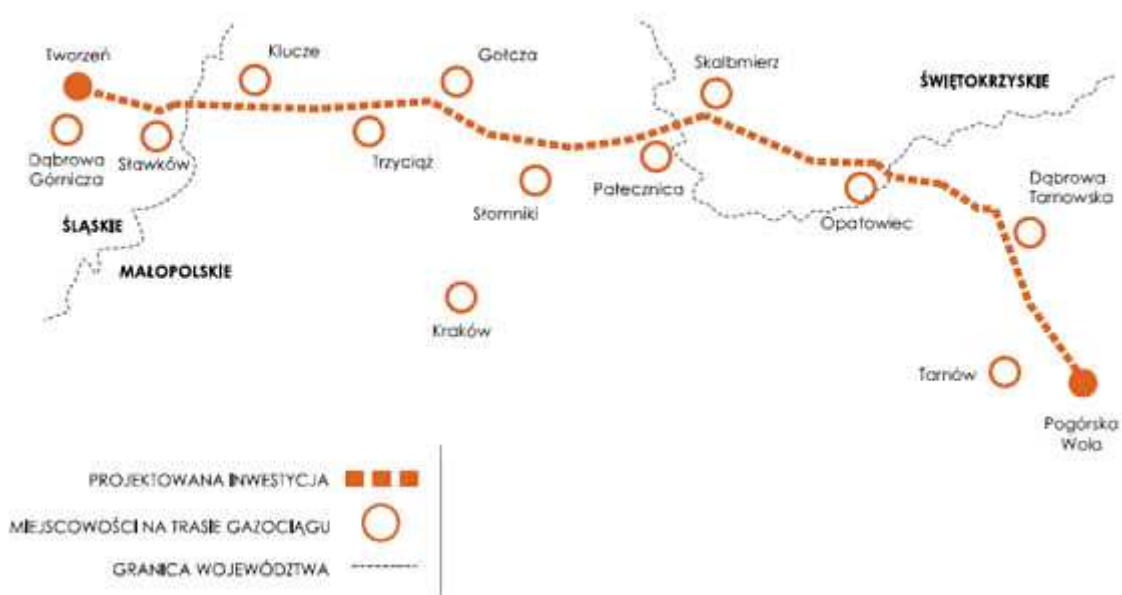 Tworzeń
Klucze
Gołcza
Skalbmierz
ŚWIĘTOKRZYSKIE
Dąbrowa
Górnicza
Sławków
Trzyciąż
Pałecznica
Słomniki
Opatowiec
Dąbrowa
Tarnowska
ŚLĄSKIE
MAŁOPOLSKIE
Kraków
Tarnów
Pogórska
Wola
PROJEKTOWANA INWESTYCJA
MIEJSCOWOŚCI NA TRASIE GAZOCIĄGU
GRANICA WOJEWÓDZTWA